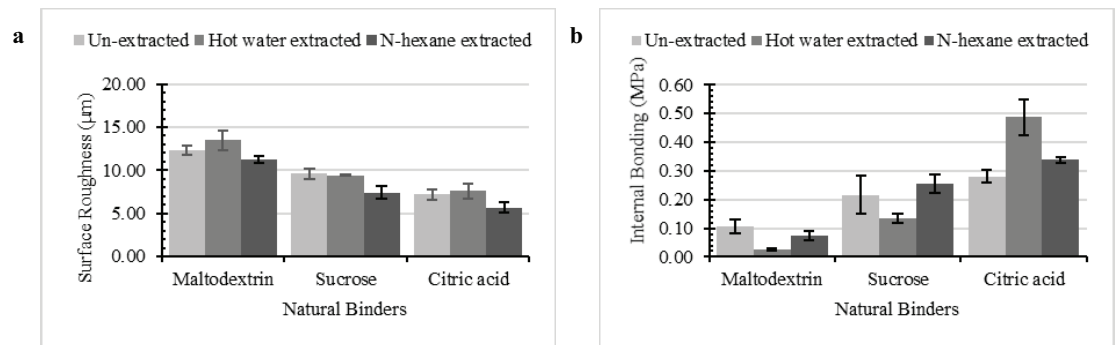 a
Un-extracted Hot water extracted N-hexane extracted
Surface Roughness (μm)
20.00
15.00
10.00
5.00
0.00
Maltodextrin Sucrose Citric acid
Natural Binders
b
Un-extracted Hot water extracted N-hexane extracted
Internal Bonding (MPa)
0.60
0.50
0.40
0.30
0.20
0.10
0.00
Maltodextrin Sucrose Citric acid
Natural Binders